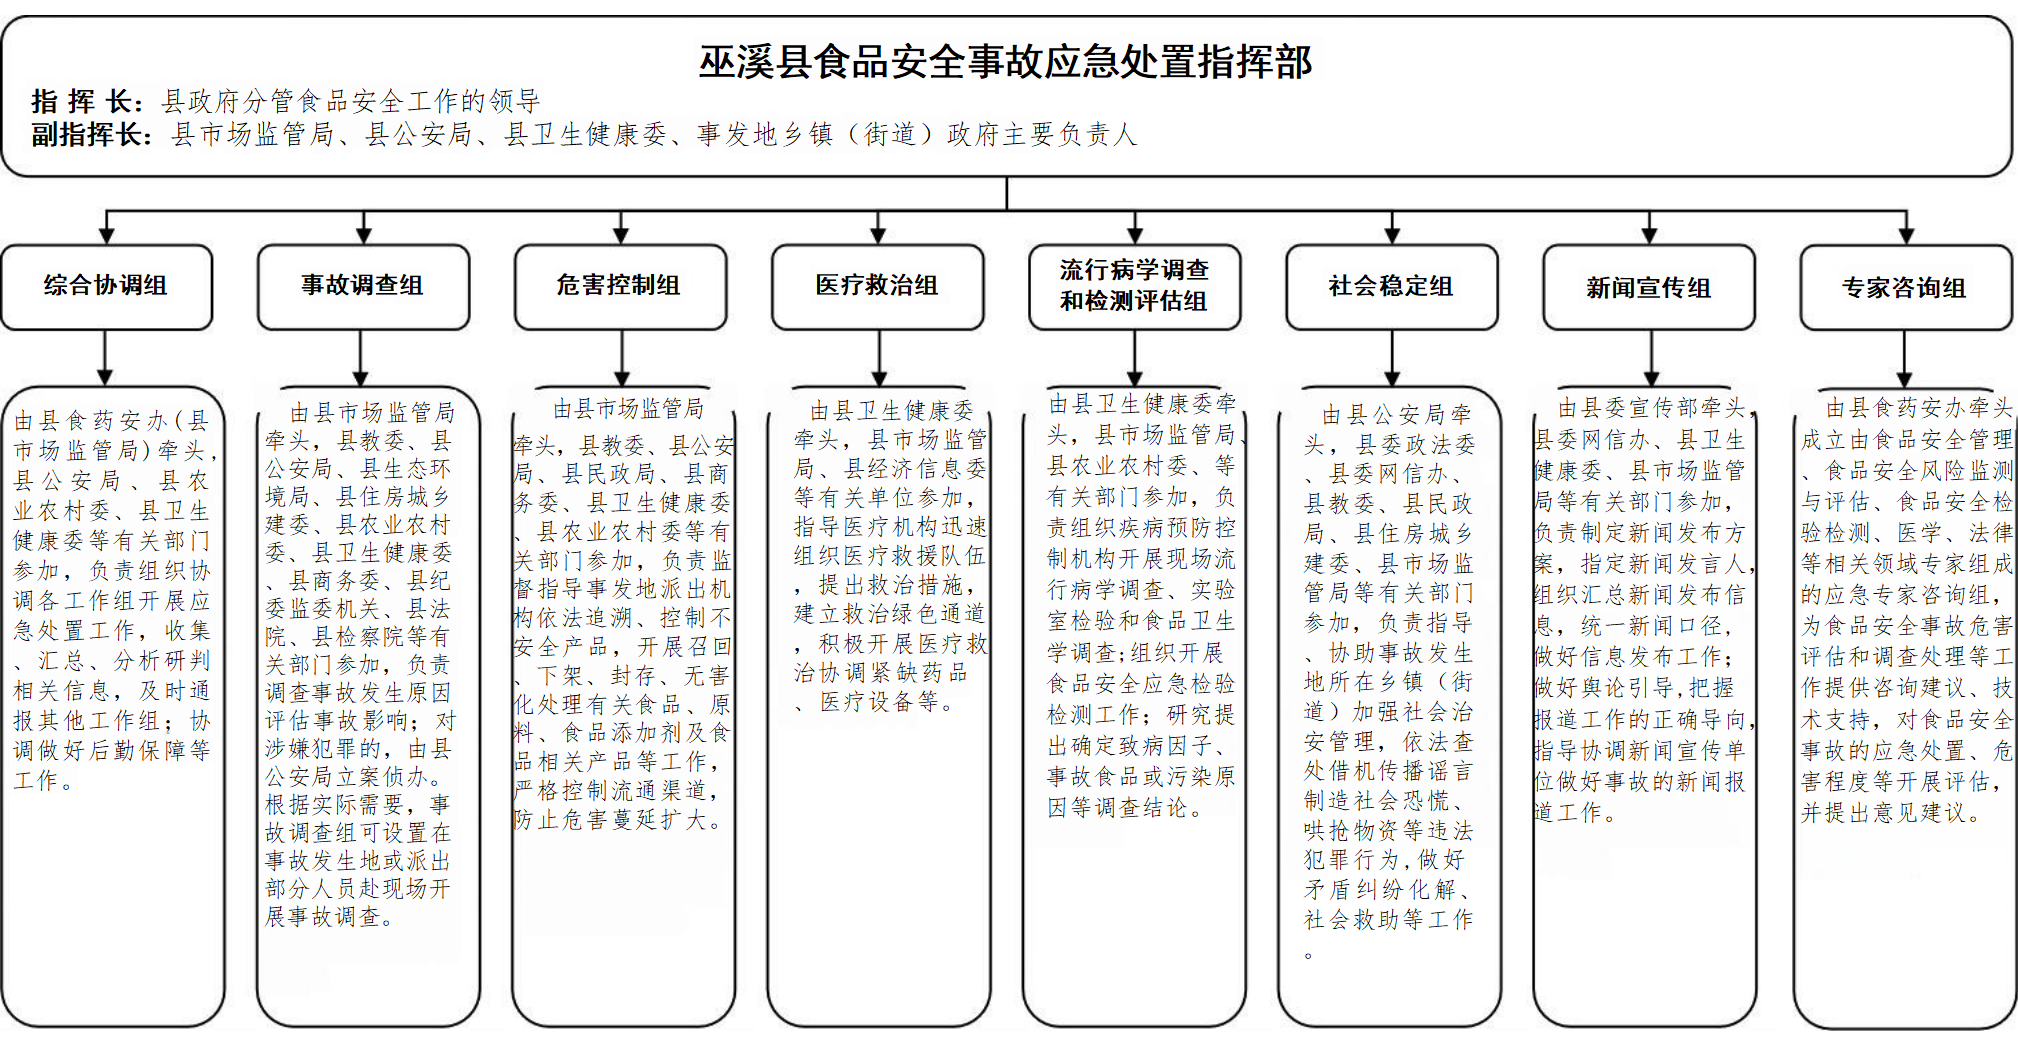 巫溪县食品安全事故应急处置指挥部
指 挥 长：县政府分管食品安全工作的领导
副指挥长：县市场监管局、县公安局、县卫生健康委、事发地乡镇（街道）政府主要负责人
综合协调组
事故调查组
危害控制组
医疗救治组
流行病学调查
和检测评估组
社会稳定组
新闻宣传组
专家咨询组
由县食药安办(县
市场监管局)牵头,
县公安局、县农
业农村委、县卫生
健康委等有关部门
参加，负责组织协
调各工作组开展应
急处置工作，收集
、汇总、分析研判
相关信息，及时通
报其他工作组；协
调做好后勤保障等
工作。
由县市场监管局
牵头，县教委、县
公安局、县生态环
境局、县住房城乡
建委、县农业农村
委、县卫生健康委
、县商务委、县纪
委监委机关、县法
院、县检察院等有
关部门参加，负责
调查事故发生原因
评估事故影响；对
涉嫌犯罪的，由县
公安局立案侦办。
根据实际需要，事
故调查组可设置在
事故发生地或派出
部分人员赴现场开
展事故调查。
由县市场监管局
牵头，县教委、县公安
局、县民政局、县商
务委、县卫生健康委
、县农业农村委等有
关部门参加，负责监
督指导事发地派出机
构依法追溯、控制不
安全产品，开展召回
、下架、封存、无害
化处理有关食品、原
料、食品添加剂及食
品相关产品等工作，
严格控制流通渠道，
防止危害蔓延扩大。
由县卫生健康委
牵头，县市场监管
局、县经济信息委
等有关单位参加，
指导医疗机构迅速
组织医疗救援队伍
，提出救治措施，
建立救治绿色通道
，积极开展医疗救
治协调紧缺药品
、医疗设备等。
由县卫生健康委牵
头，县市场监管局、
县农业农村委、等
有关部门参加，负
责组织疾病预防控
制机构开展现场流
行病学调查、实验
室检验和食品卫生
学调查;组织开展
食品安全应急检验
检测工作；研究提
出确定致病因子、
事故食品或污染原
因等调查结论。
由县公安局牵
头，县委政法委
、县委网信办、
县教委、县民政
局、县住房城乡
建委、县市场监
管局等有关部门
参加，负责指导
、协助事故发生
地所在乡镇（街
道）加强社会治
安管理，依法查
处借机传播谣言
制造社会恐慌、
哄抢物资等违法
犯罪行为,做好
矛盾纠纷化解、
社会救助等工作
。
由县委宣传部牵头，
县委网信办、县卫生
健康委、县市场监管
局等有关部门参加，
负责制定新闻发布方
案，指定新闻发言人，
组织汇总新闻发布信
息，统一新闻口径，
做好信息发布工作；
做好舆论引导,把握
报道工作的正确导向，
指导协调新闻宣传单
位做好事故的新闻报
道工作。
由县食药安办牵头
成立由食品安全管理
、食品安全风险监测
与评估、食品安全检
验检测、医学、法律
等相关领域专家组成
的应急专家咨询组，
为食品安全事故危害
评估和调查处理等工
作提供咨询建议、技
术支持，对食品安全
事故的应急处置、危
害程度等开展评估，
并提出意见建议。